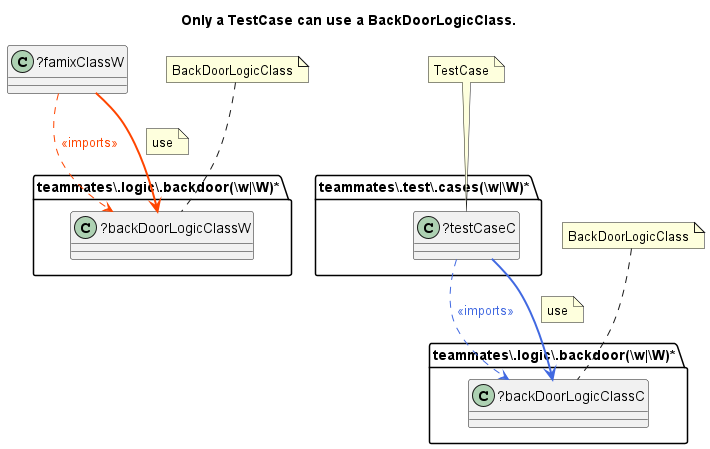 Only a TestCase can use a BackDoorLogicClass.
C ?famixClassW
BackDoorLogicClass
TestCase
«imports»
use
teammates\.logic\.backdoor(\w|\W)*
teammates\.test\.cases(\w|\W)*
C ?backDoorLogicClassW
C ?testCaseC
BackDoorLogicClass
«imports»
use
teammates\.logic\.backdoor(\w|\W)*
C ?backDoorLogicClassC